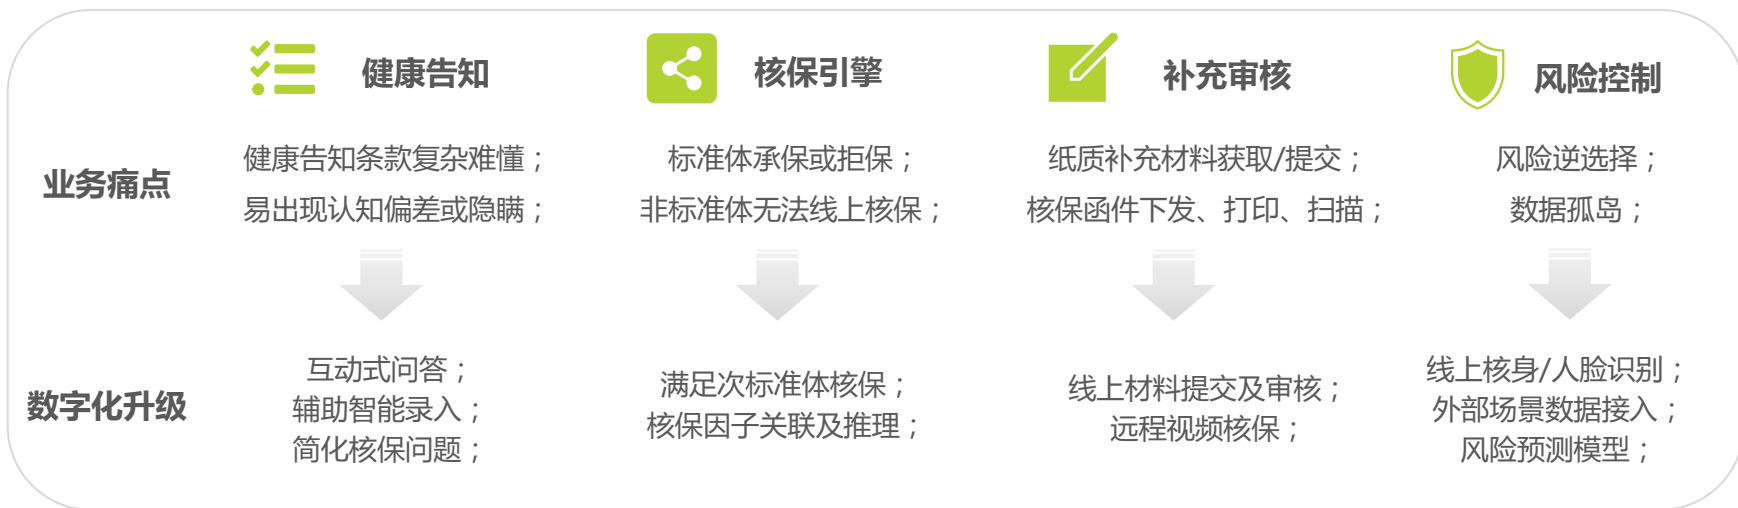 健康告知
核保引擎
补充审核
风险控制
业务痛点
健康告知条款复杂难懂；
易出现认知偏差或隐瞒；
标准体承保或拒保；
非标准体无法线上核保；
纸质补充材料获取/提交；
核保函件下发、打印、扫描；
风险逆选择；
数据孤岛；
数字化升级
互动式问答；
辅助智能录入；
简化核保问题；
满足次标准体核保；
核保因子关联及推理；
线上材料提交及审核；
远程视频核保；
线上核身/人脸识别；
外部场景数据接入；
风险预测模型；